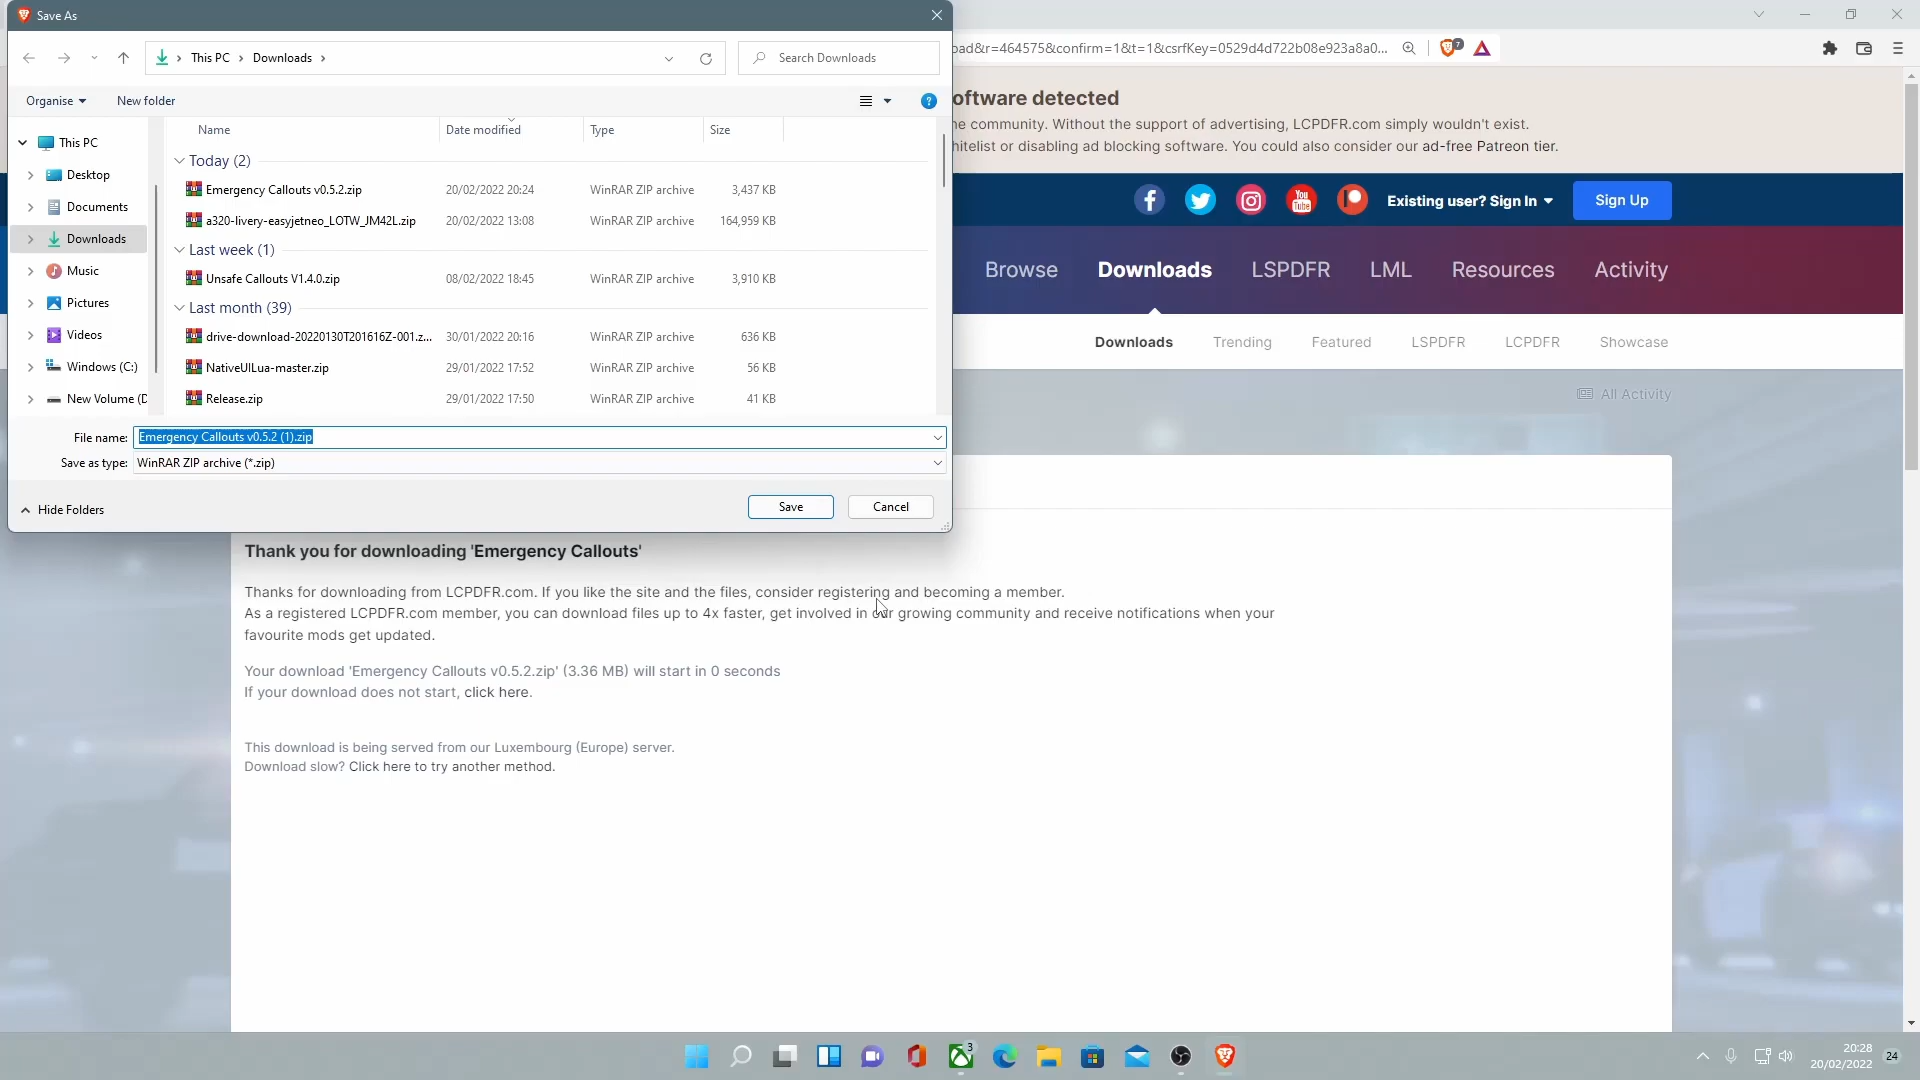 Save As
This PC
Downloads
Search Downloads
oad&r=464575&confirm=1&t=1&csrfKey=0529d4d722b08e923a8a0...
7
Organise
New folder
Name
Date modified
Type
Size
This PC
Desktop
Documents
Downloads
Music
Pictures
Videos
Windows (C:)
New Volume (D
Today (2)
Emergency Callouts v0.5.2.zip 20/02/2022 20:24 WinRAR ZIP archive 3,437 KB
a320-livery-easyjetneo_LOTW_JM42L.zip 20/02/2022 13:08 WinRAR ZIP archive 164,959 KB
Last week (1)
Unsafe Callouts V1.4.0.zip 08/02/2022 18:45 WinRAR ZIP archive 3,910 KB
Last month (39)
drive-download-20220130T201616Z-001.z... 30/01/2022 20:16 WinRAR ZIP archive 636 KB
NativeUILua-master.zip 29/01/2022 17:52 WinRAR ZIP archive 56 KB
Release.zip 29/01/2022 17:50 WinRAR ZIP archive 41 KB
File name: Emergency Callouts v0.5.2 (1).zip
Save as type: WinRAR ZIP archive (*.zip)
Hide Folders
Save
Cancel
oftware detected
e community. Without the support of advertising, LCPDFR.com simply wouldn't exist.
hitelist or disabling ad blocking software. You could also consider our ad-free Patreon tier.
You Tube
Existing user? Sign In
Sign Up
Browse Downloads LSPDFR LML Resources Activity
Downloads Trending Featured LSPDFR LCPDFR Showcase
All Activity
Thank you for downloading 'Emergency Callouts'
Thanks for downloading from LCPDFR.com. If you like the site and the files, consider registering and becoming a member.
As a registered LCPDFR.com member, you can download files up to 4x faster, get involved in our growing community and receive notifications when your
favourite mods get updated.
Your download 'Emergency Callouts v0.5.2.zip' (3.36 MB) will start in 0 seconds
If your download does not start, click here.
This download is being served from our Luxembourg (Europe) server.
Download slow? Click here to try another method.
3
20:28
20/02/2022
24